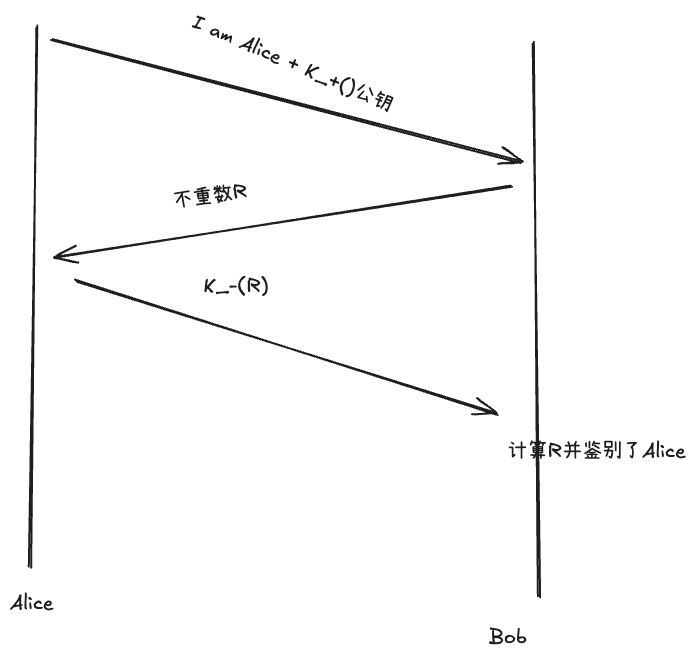 I am Alice + K_+()公钥
不重数R
K_-(R)
计算R并鉴别了Alice
Alice
Bob